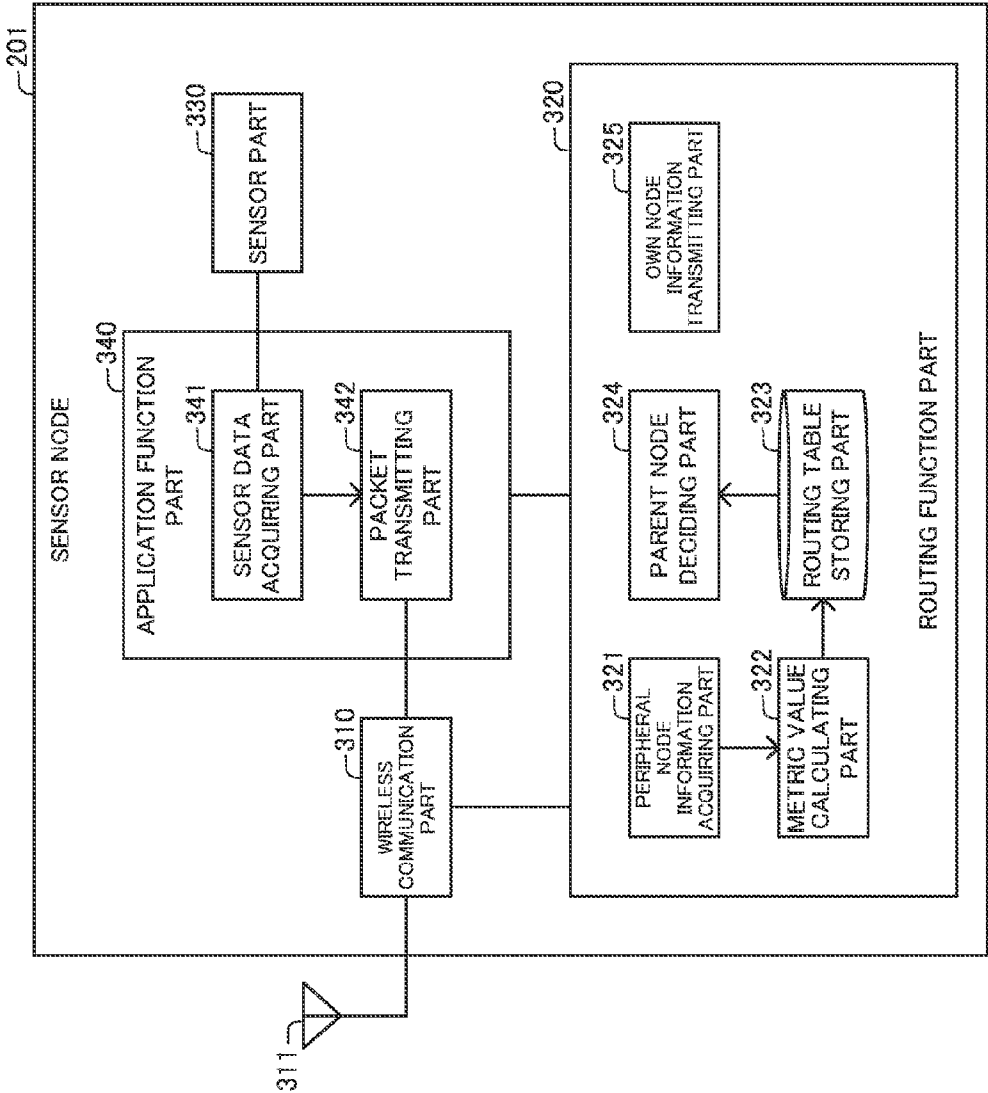 201
SENSOR NODE
340
APPLICATION FUNCTION
PART
341
SENSOR DATA
ACQUIRING PART
342
PACKET
TRANSMITTING
PART
330
SENSOR PART
311
310
WIRELESS
COMMUNICATION
PART
320
321
PERIPHERAL
NODE
INFORMATION
ACQUIRING PART
322
METRIC VALUE
CALCULATING
PART
324
PARENT NODE
DECIDING PART
323
ROUTING TABLE
STORING PART
325
OWN NODE
INFORMATION
TRANSMITTING PART
ROUTING FUNCTION PART